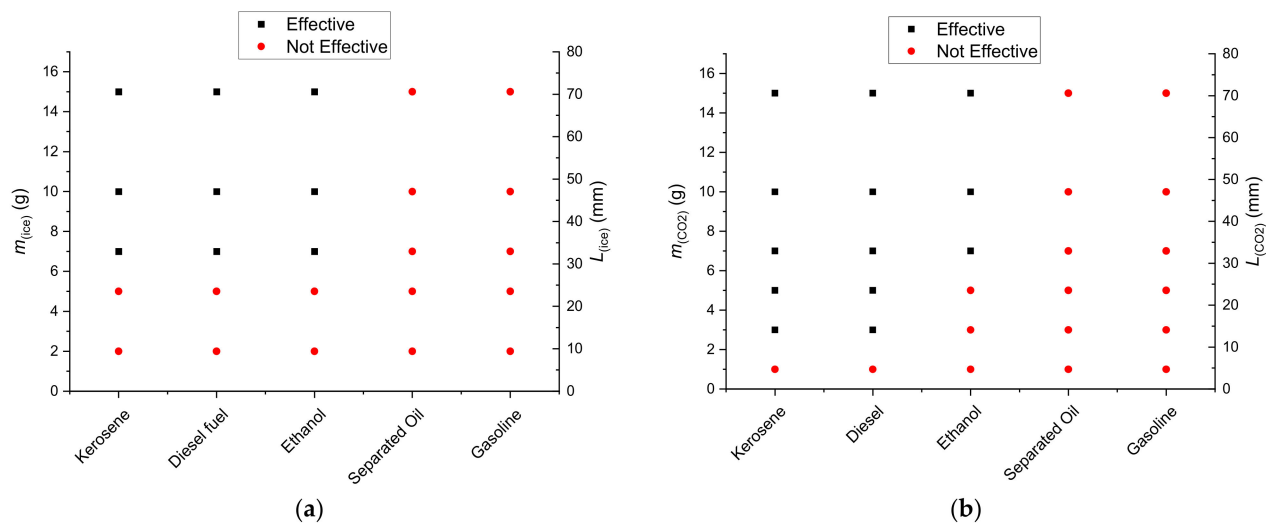 Effective
Not Effective
16
14
12
10
8
6
4
2
0
m(ice) (g)
80
70
60
50
40
30
20
10
0
L(ice) (mm)
Kerosene
Diesel fuel
Ethanol
Separated Oil
Gasoline
(a)
Effective
Not Effective
16
14
12
10
8
6
4
2
0
m(CO2) (g)
80
70
60
50
40
30
20
10
0
L(CO2) (mm)
Kerosene
Diesel
Ethanol
Separated Oil
Gasoline
(b)